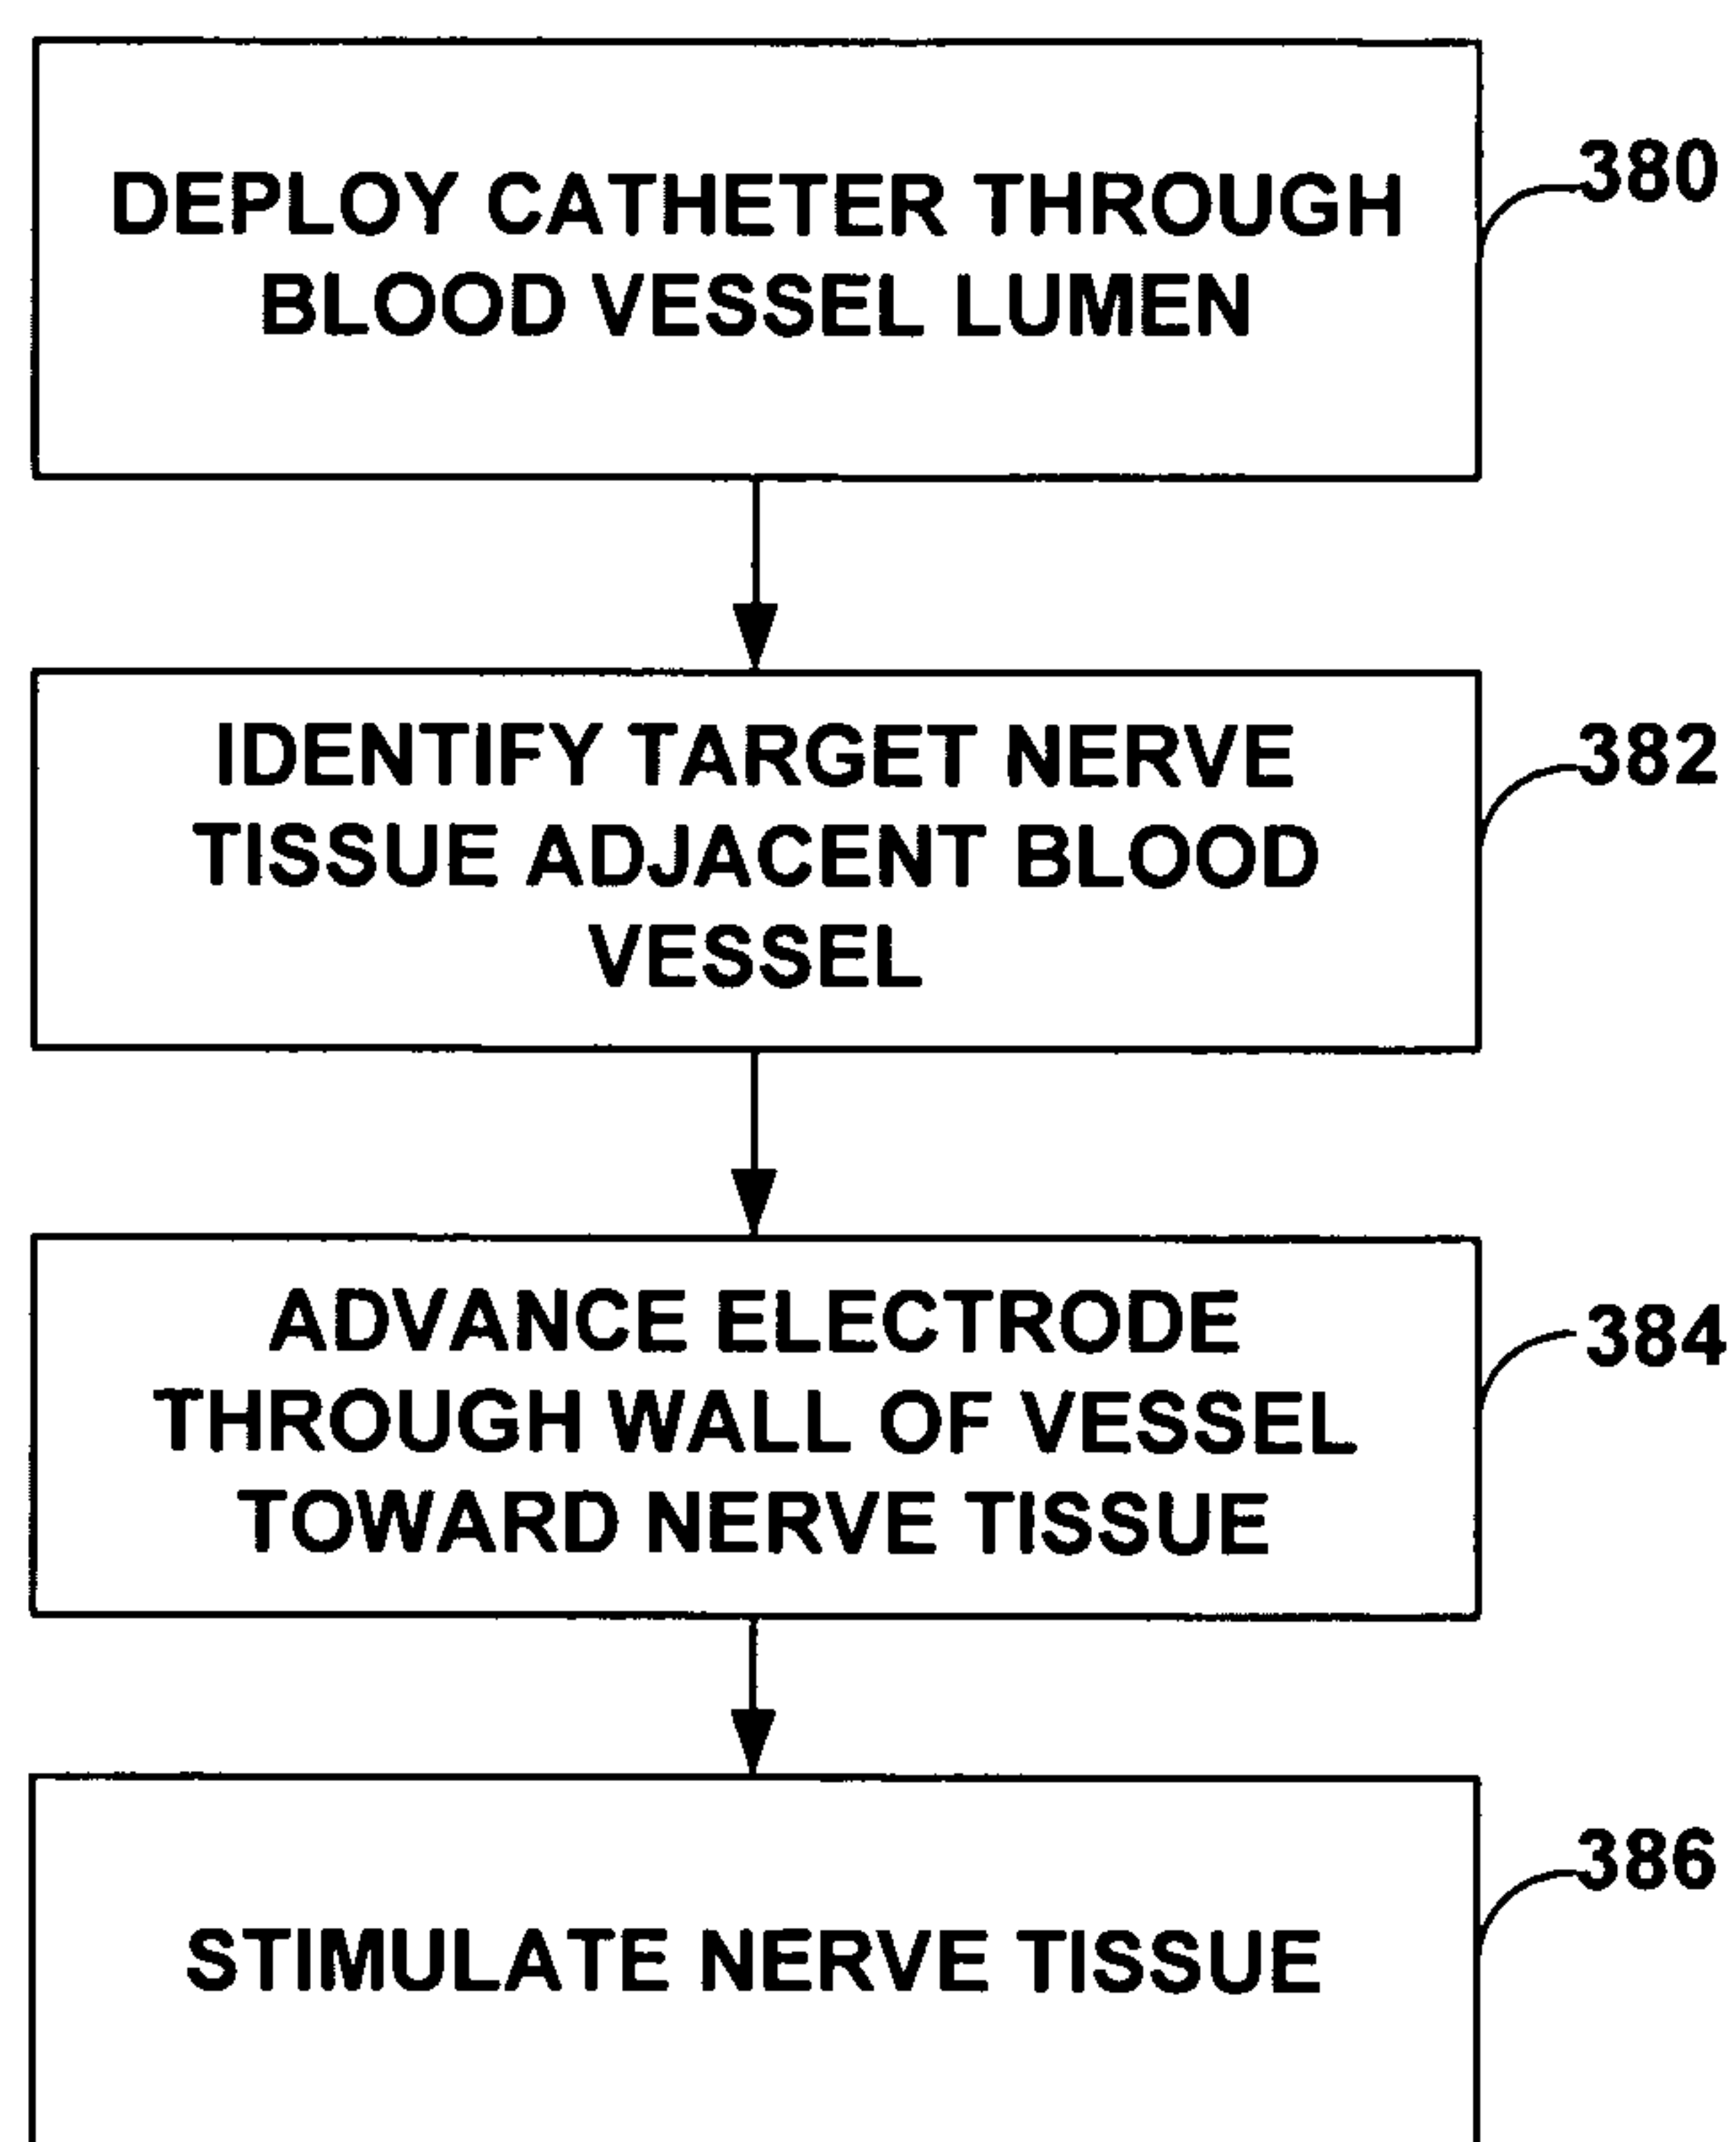 DEPLOY CATHETER THROUGH
BLOOD VESSEL LUMEN
380
IDENTIFY TARGET NERVE
TISSUE ADJACENT BLOOD
VESSEL
382
ADVANCE ELECTRODE
THROUGH WALL OF VESSEL
TOWARD NERVE TISSUE
384
STIMULATE NERVE TISSUE
386